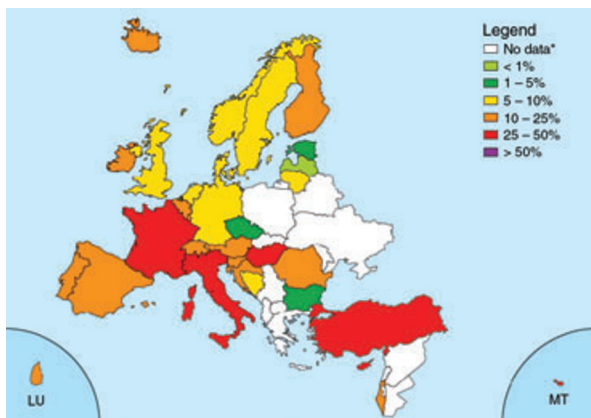 Legend
No data*
< 1%
1 – 5%
5 – 10%
10 – 25%
25 – 50%
> 50%
LU
MT